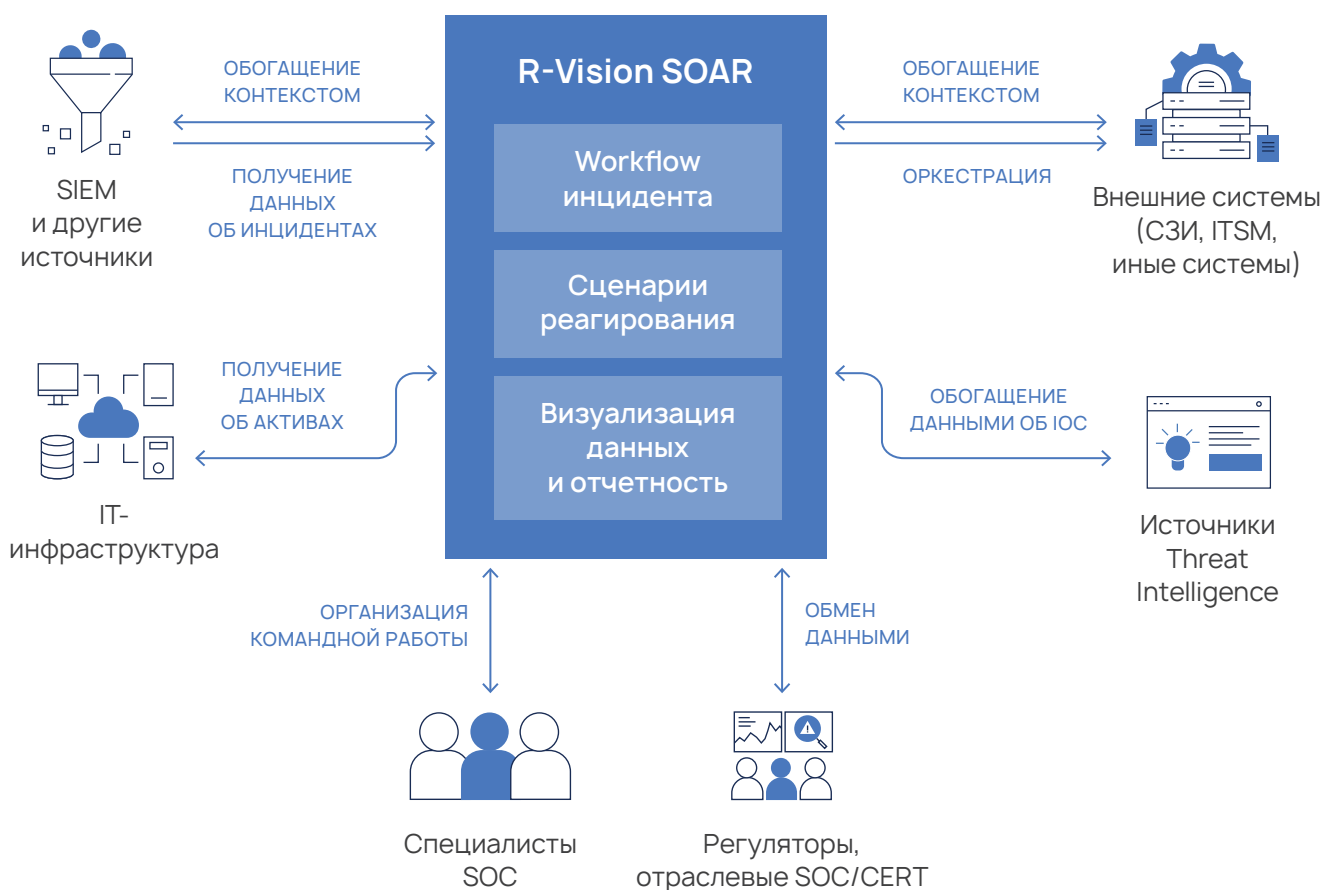 R-Vision SOAR
ОБОГАЩЕНИЕ
КОНТЕКСТОМ
ПОЛУЧЕНИЕ
ДАННЫХ
ОБ ИНЦИДЕНТАХ
SIEM
и другие
источники
Workflow
инцидента
Сценарии
реагирования
Визуализация
данных
и отчетность
ОБОГАЩЕНИЕ
КОНТЕКСТОМ
ОРКЕСТРАЦИЯ
Внешние системы
(СЗИ, ITSM,
иные системы)
ПОЛУЧЕНИЕ
ДАННЫХ
ОБ АКТИВАХ
IT-
инфраструктура
ОБОГАЩЕНИЕ
ДАННЫМИ ОБ IOC
Источники
Threat
Intelligence
ОРГАНИЗАЦИЯ
КОМАНДНОЙ РАБОТЫ
ОБМЕН
ДАННЫМИ
Специалисты
SOC
Регуляторы,
отраслевые SOC/CERT